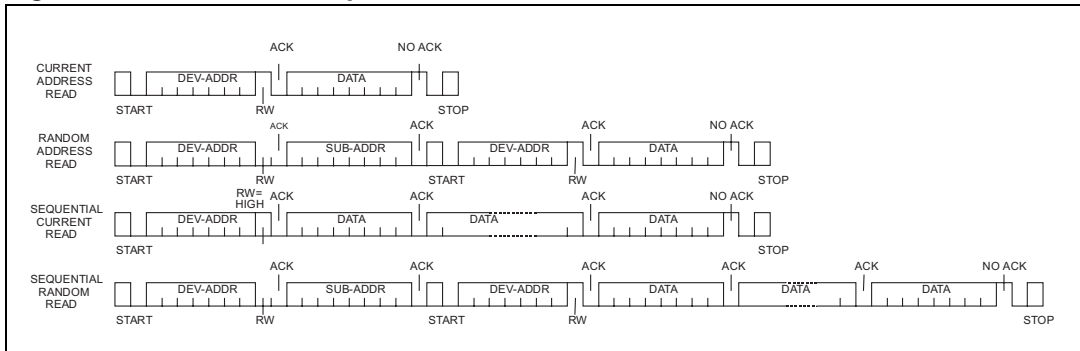 ACK NO ACK
CURRENT
ADDRESS
READ
DEV-ADDR DATA
START RW STOP
ACK ACK ACK NO ACK
RANDOM
ADDRESS
READ
DEV-ADDR SUB-ADDR DEV-ADDR DATA
START RW START RW STOP
RW=
HIGH
ACK ACK ACK NO ACK
SEQUENTIAL
CURRENT
READ
DEV-ADDR DATA DATA DATA
START STOP
ACK ACK ACK ACK ACK NO ACK
SEQUENTIAL
RANDOM
READ
DEV-ADDR SUB-ADDR DEV-ADDR DATA DATA DATA
START RW START RW STOP